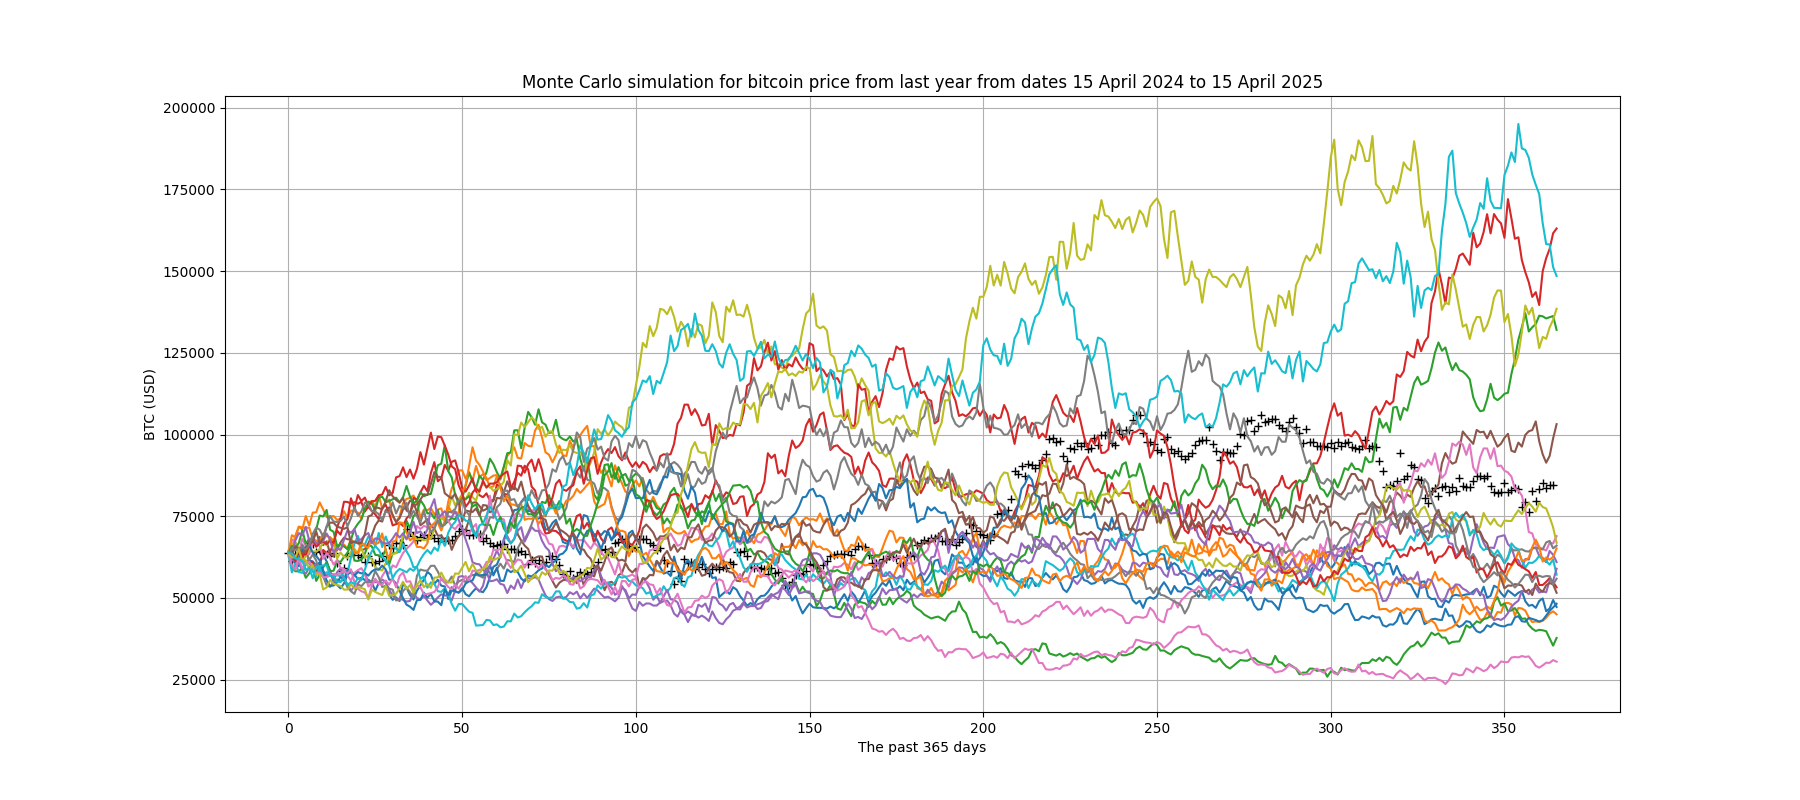 Monte Carlo simulation for bitcoin price from last year from dates 15 April 2024 to 15 April 2025
200000
175000
150000
125000
100000
75000
50000
25000
BTC (USD)
0 50 100 150 200 250 300 350
The past 365 days